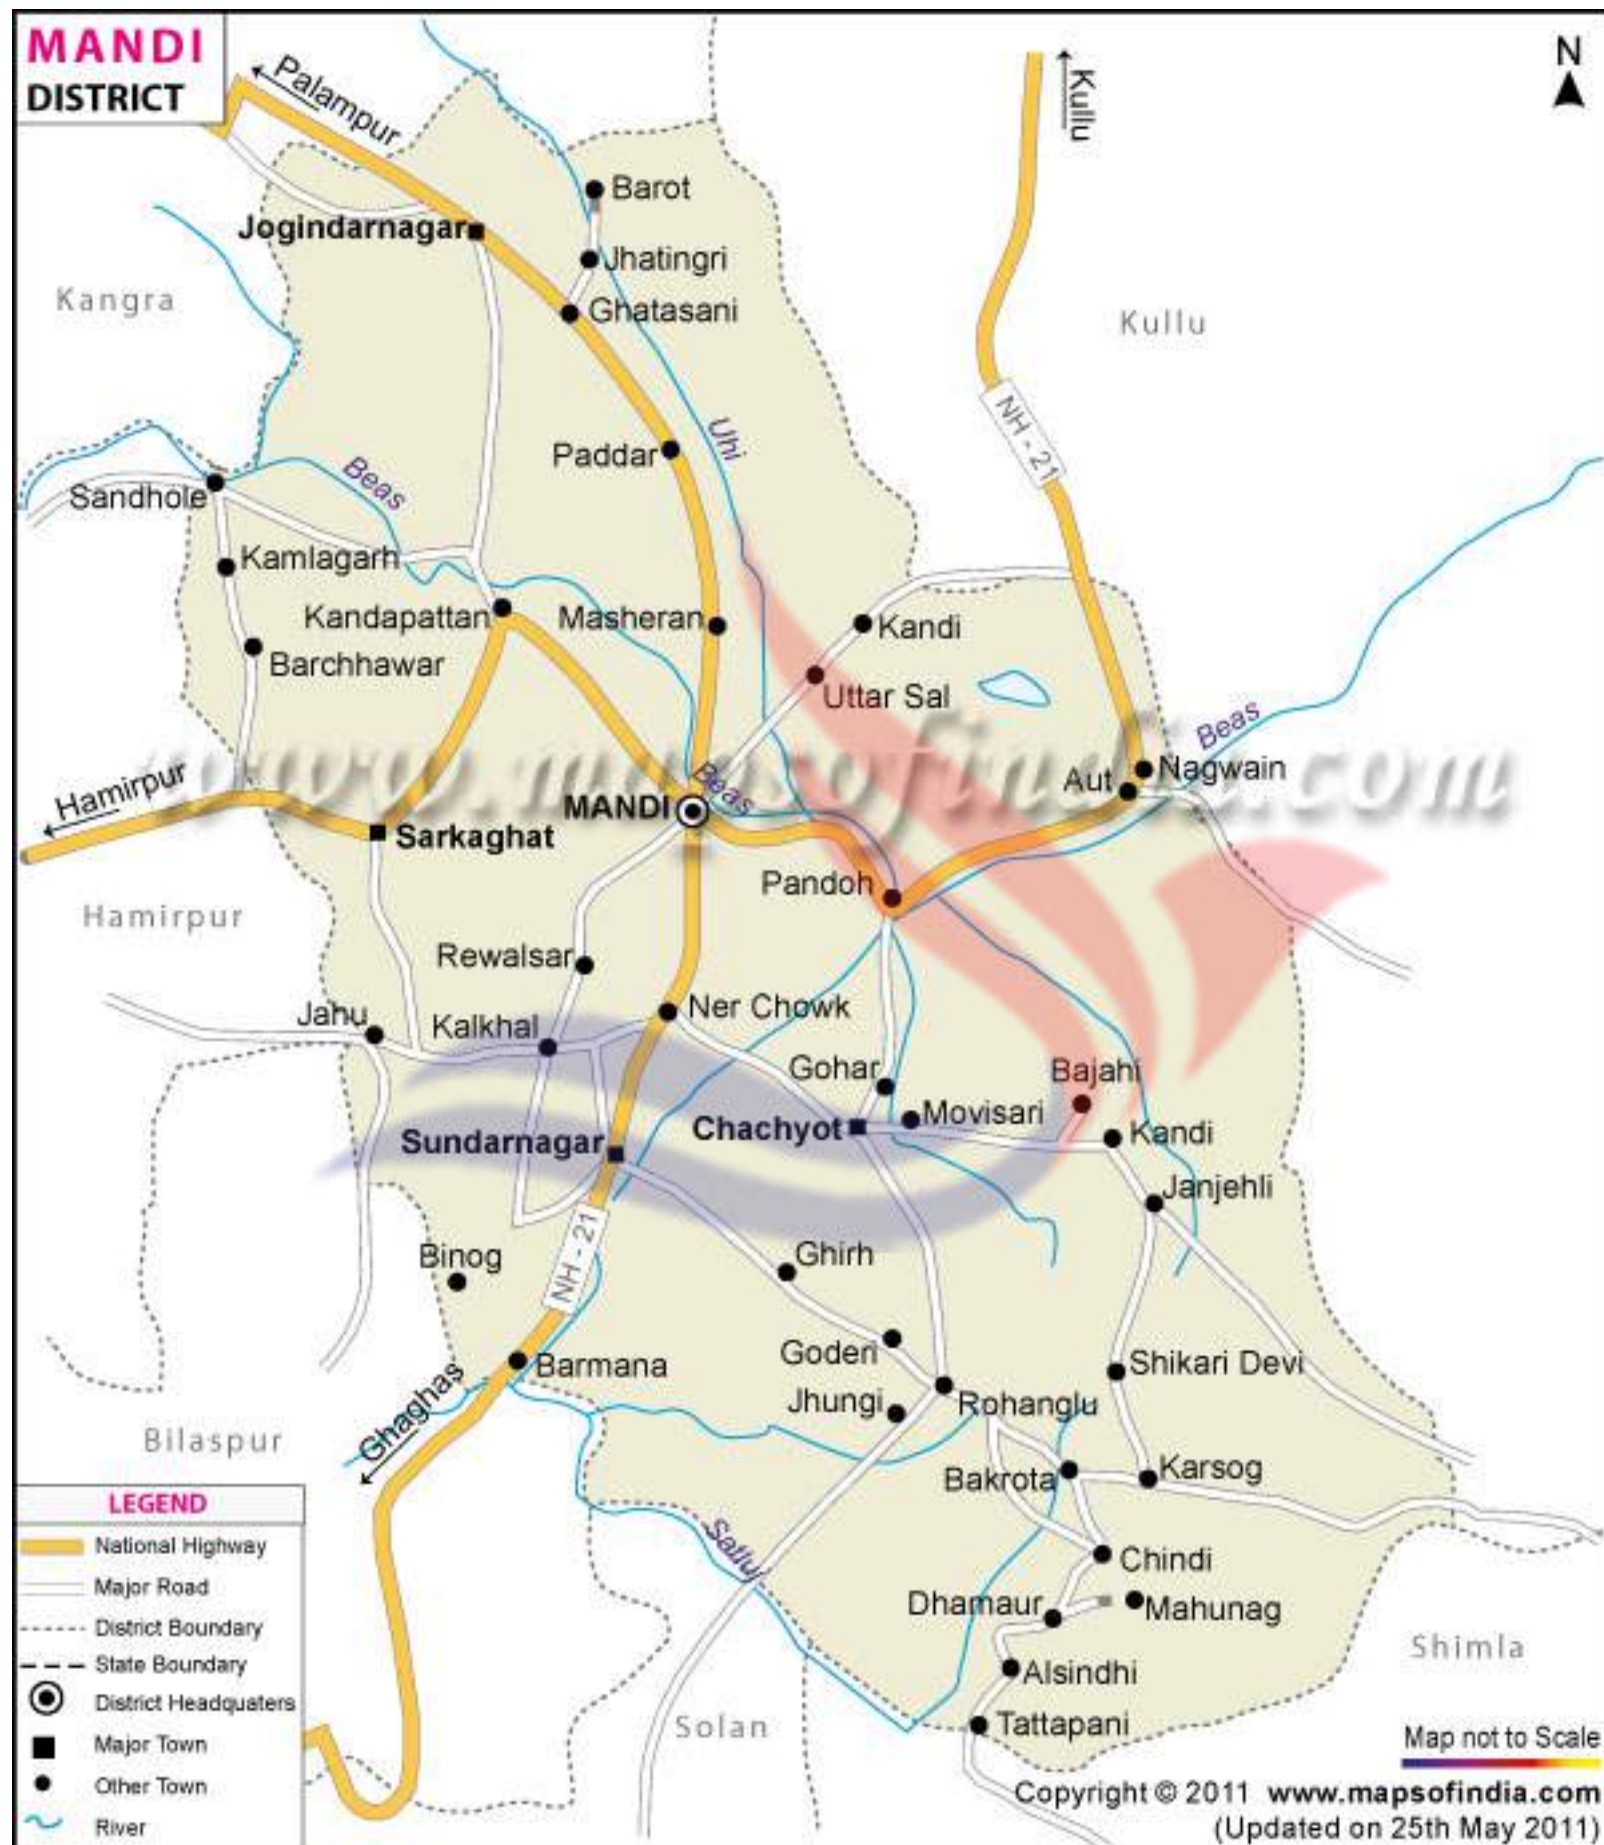 MANDI
DISTRICT
Palampur
Kullu
N
Barot
Jogindarnagar
Jhatingri
Ghatasani
Kangra
Kullu
NH - 21
Uhl
Paddar
Beas
Sandhole
Kamlagarh
Kandapattan
Masheran
Kandi
Barchhawar
Uttar Sal
Beas
www.mapsofindia.com
Nagwain
Aut
Hamirpur
Beas
MANDI
Sarkaghat
Pandoh
Hamirpur
Rewalsar
Ner Chowk
Jahu
Kalkhal
Gohar
Bajahi
Movisari
Chachyot
Kandi
Sundarnagar
Janjehli
Binog
NH - 21
Ghirh
Goderi
Shikari Devi
Barmana
Jhungi
Rohanglu
Ghaghas
Bilaspur
Bakrota
Karsog
Satluj
Chindi
Dhamaur
Mahunag
Alsindhi
Shimla
Tattapani
Solan
LEGEND
National Highway
Major Road
District Boundary
State Boundary
District Headquaters
Major Town
Other Town
River
Map not to Scale
Copyright © 2011 www.mapsofindia.com
(Updated on 25th May 2011)